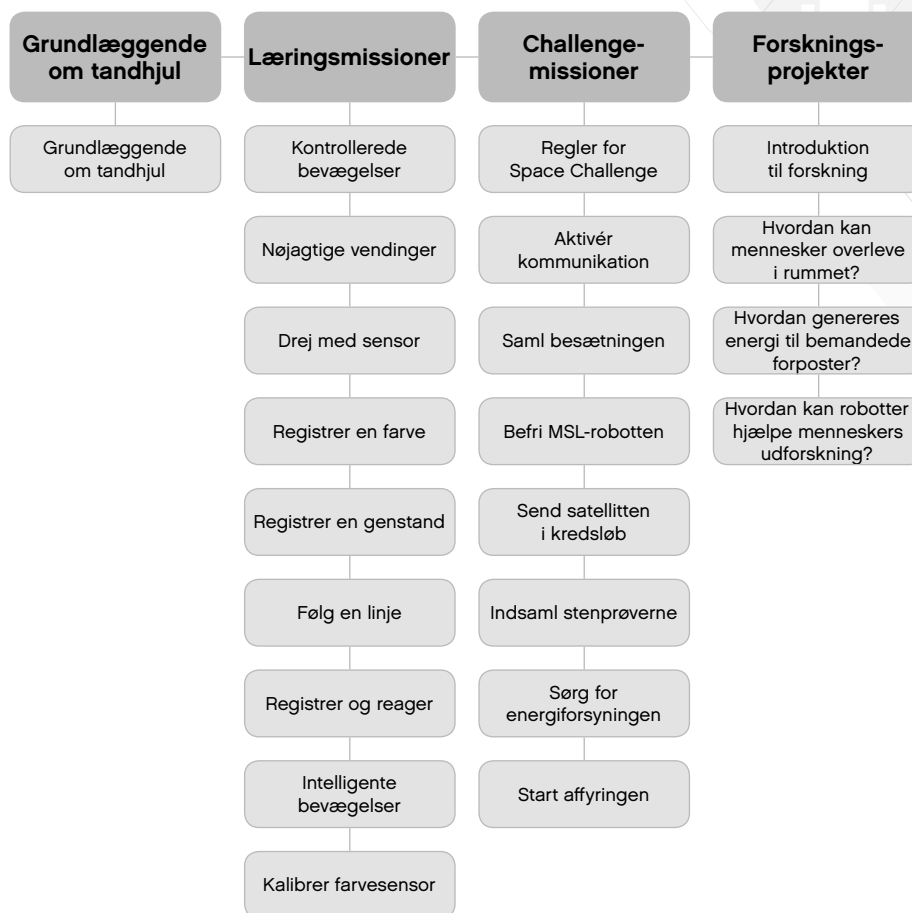 Grundlæggende
om tandhjul
Grundlæggende
om tandhjul
Læringsmissioner
Kontrollerede
bevægelser
Nøjagtige vendinger
Drej med sensor
Registrer en farve
Registrer en genstand
Følg en linje
Registrer og reager
Intelligente
bevægelser
Kalibrer farvesensor
Challenge-
missioner
Regler for
Space Challenge
Aktivér
kommunikation
Saml besætningen
Befri MSL-robotten
Send satellitten
i kredsløb
Indsaml stenprøverne
Sørg for
energiforsyningen
Start affyringen
Forsknings-
projekter
Introduktion
til forskning
Hvordan kan
mennesker overleve
i rummet?
Hvordan genereres
energi til bemandede
forposter?
Hvordan kan robotter
hjælpe menneskers
udforskning?